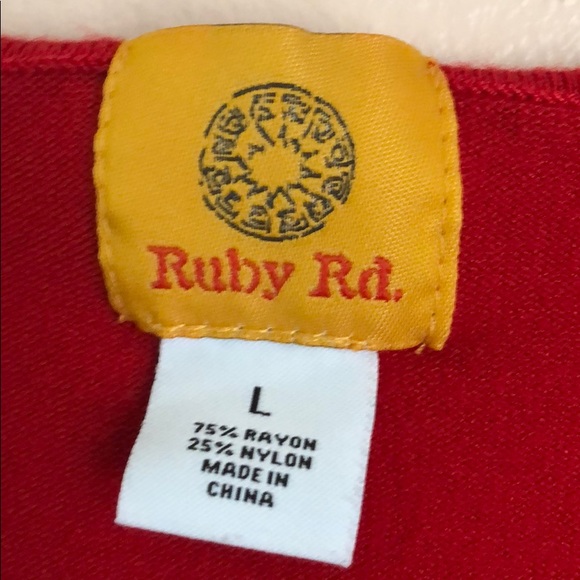 Ruby Rd.
L
75% RAYON
25% NYLON
MADE IN
CHINA